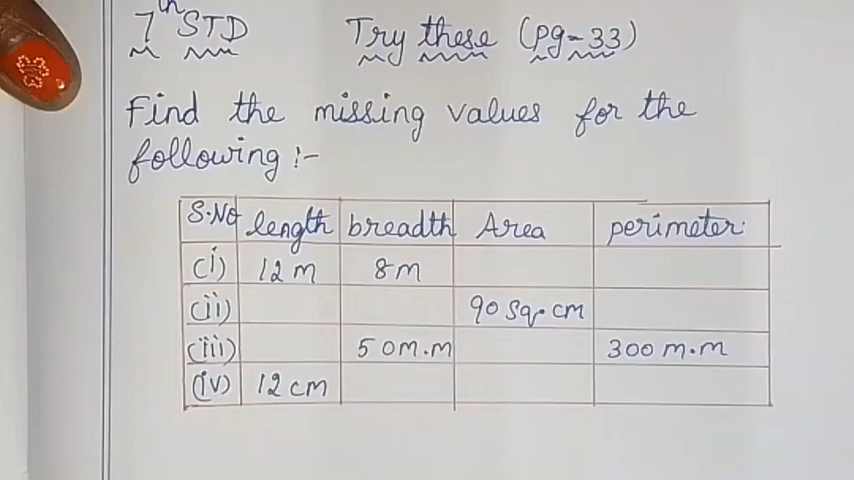 7th STD Try these (pg-33)
Find the missing values for the
following :-
S.No length breadth Area perimeter.
(i) 12 m 8 m
(ii) 90 sq.cm
(iii) 50 m.m 300 m.m
(iv) 12 cm